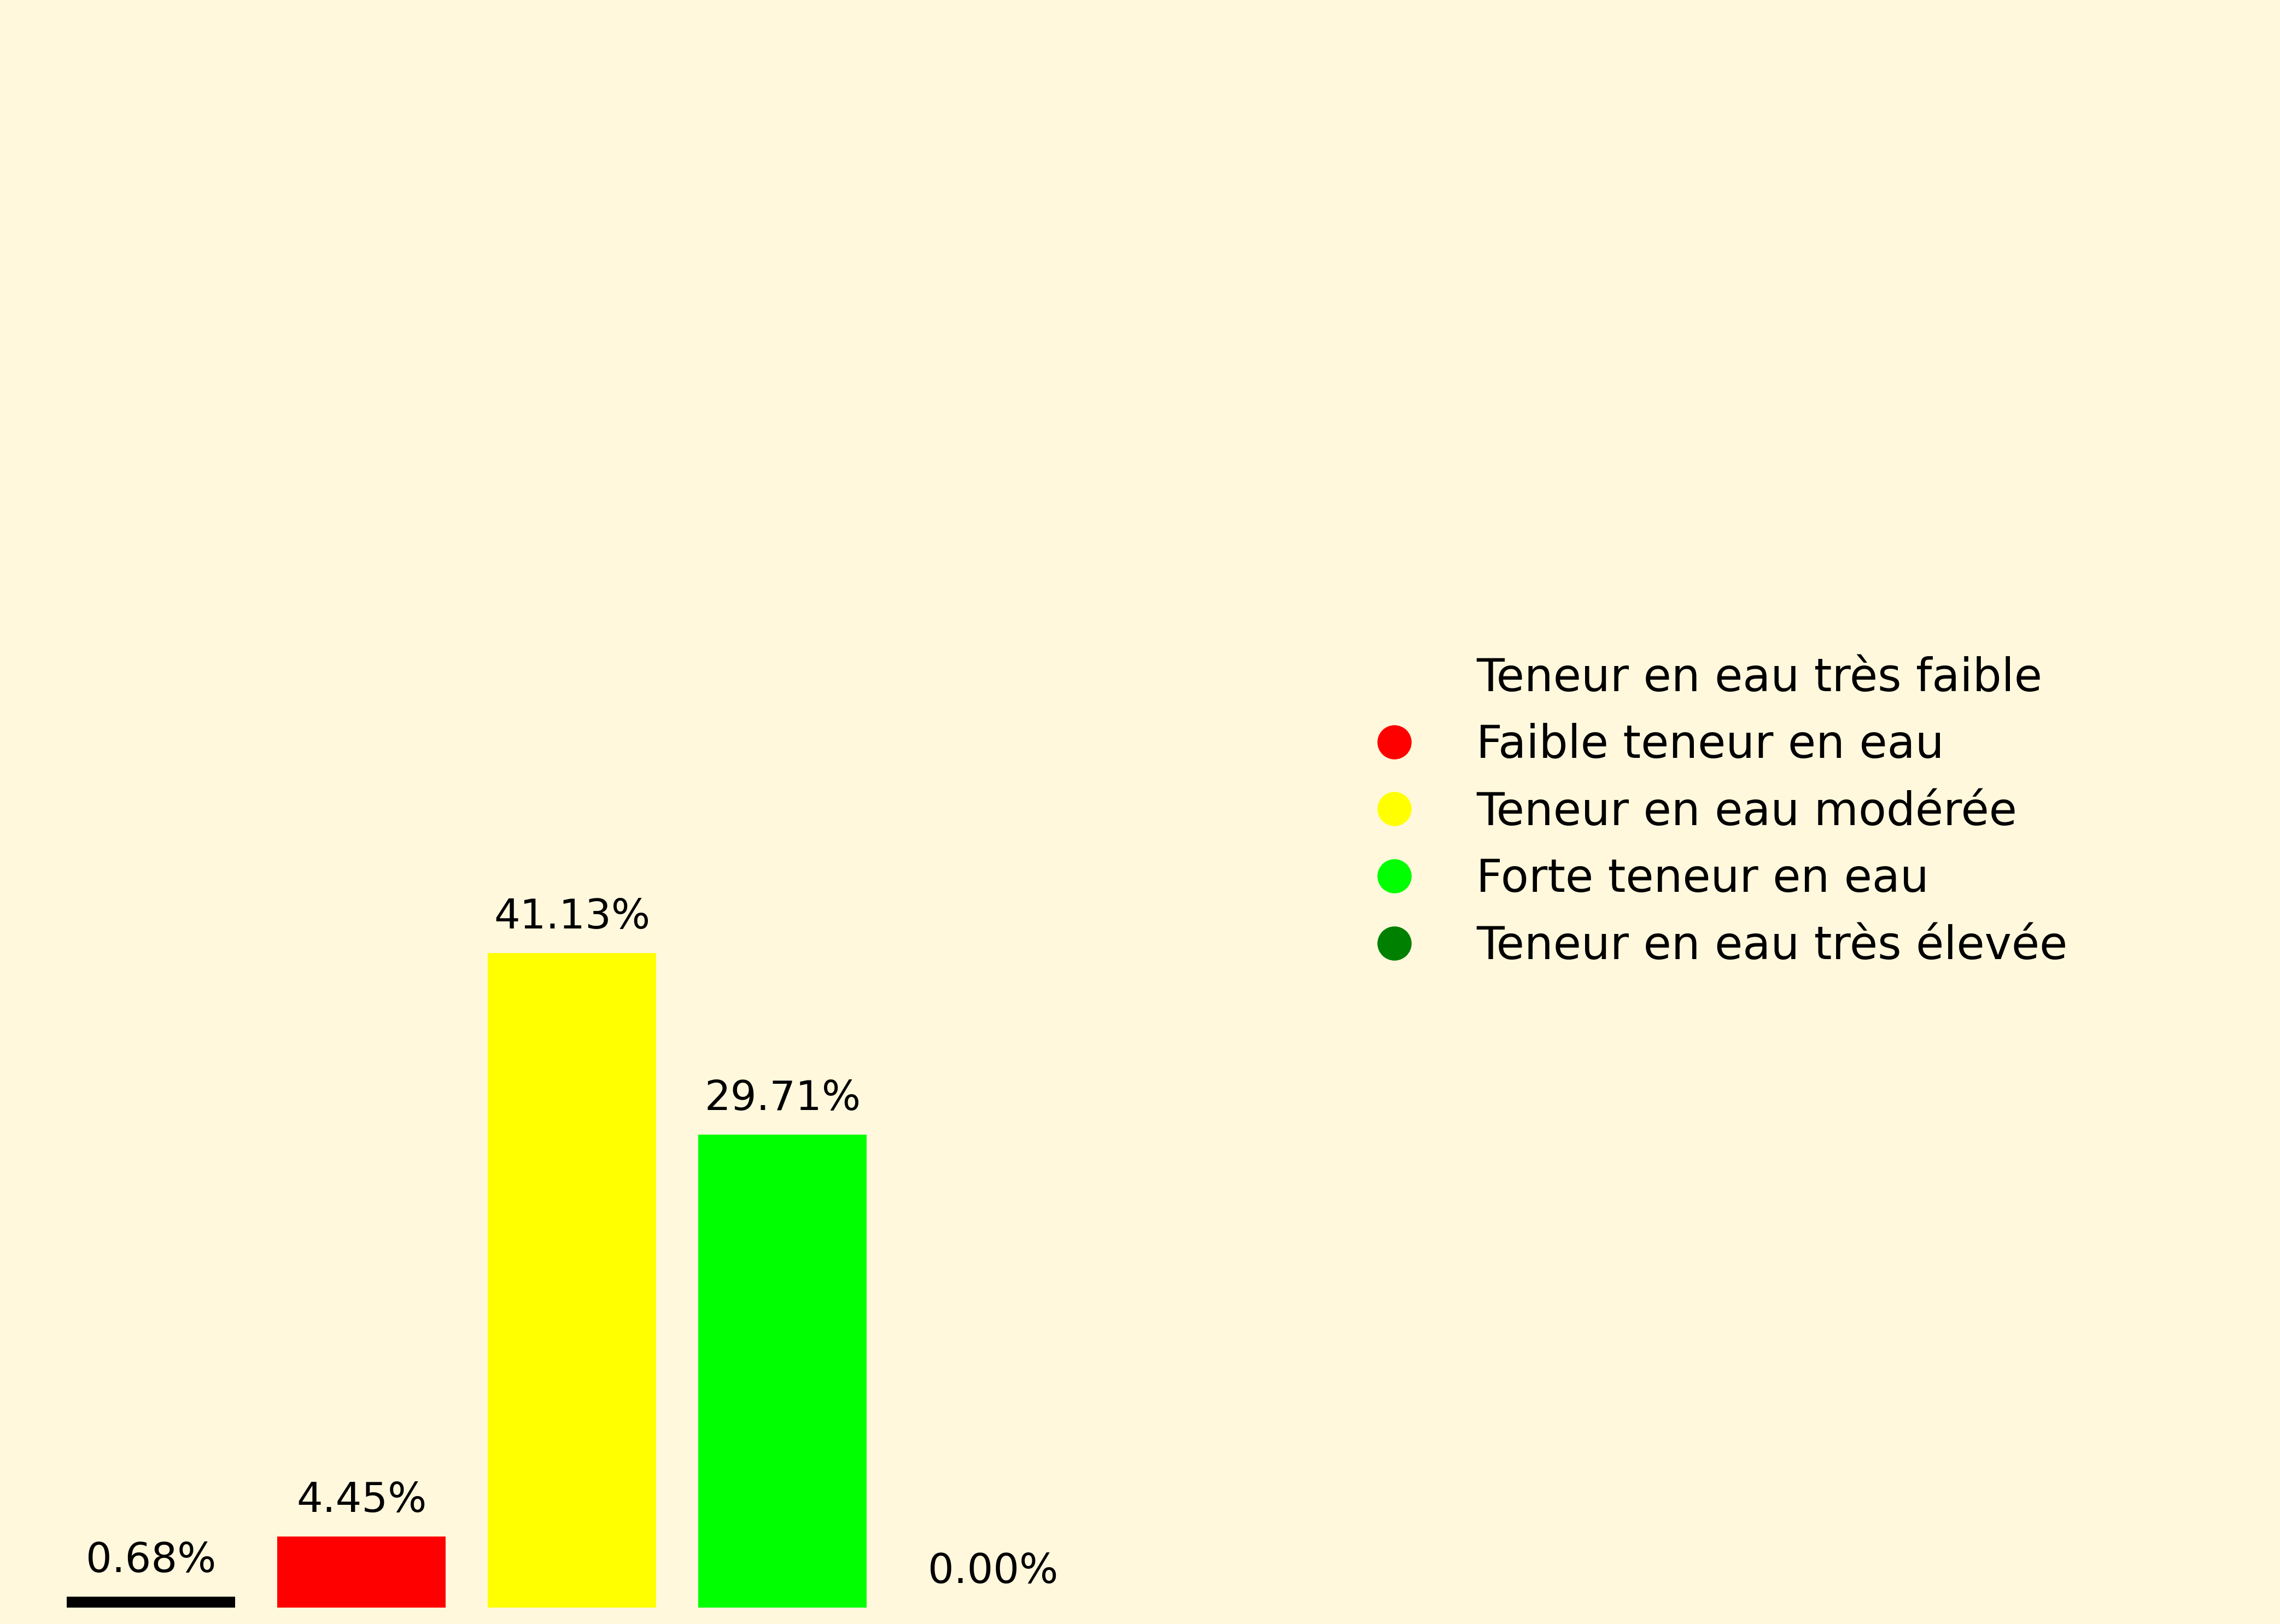 Teneur en eau très faible
Faible teneur en eau
Teneur en eau modérée
Forte teneur en eau
Teneur en eau très élevée
41.13%
29.71%
4.45%
0.68%
0.00%